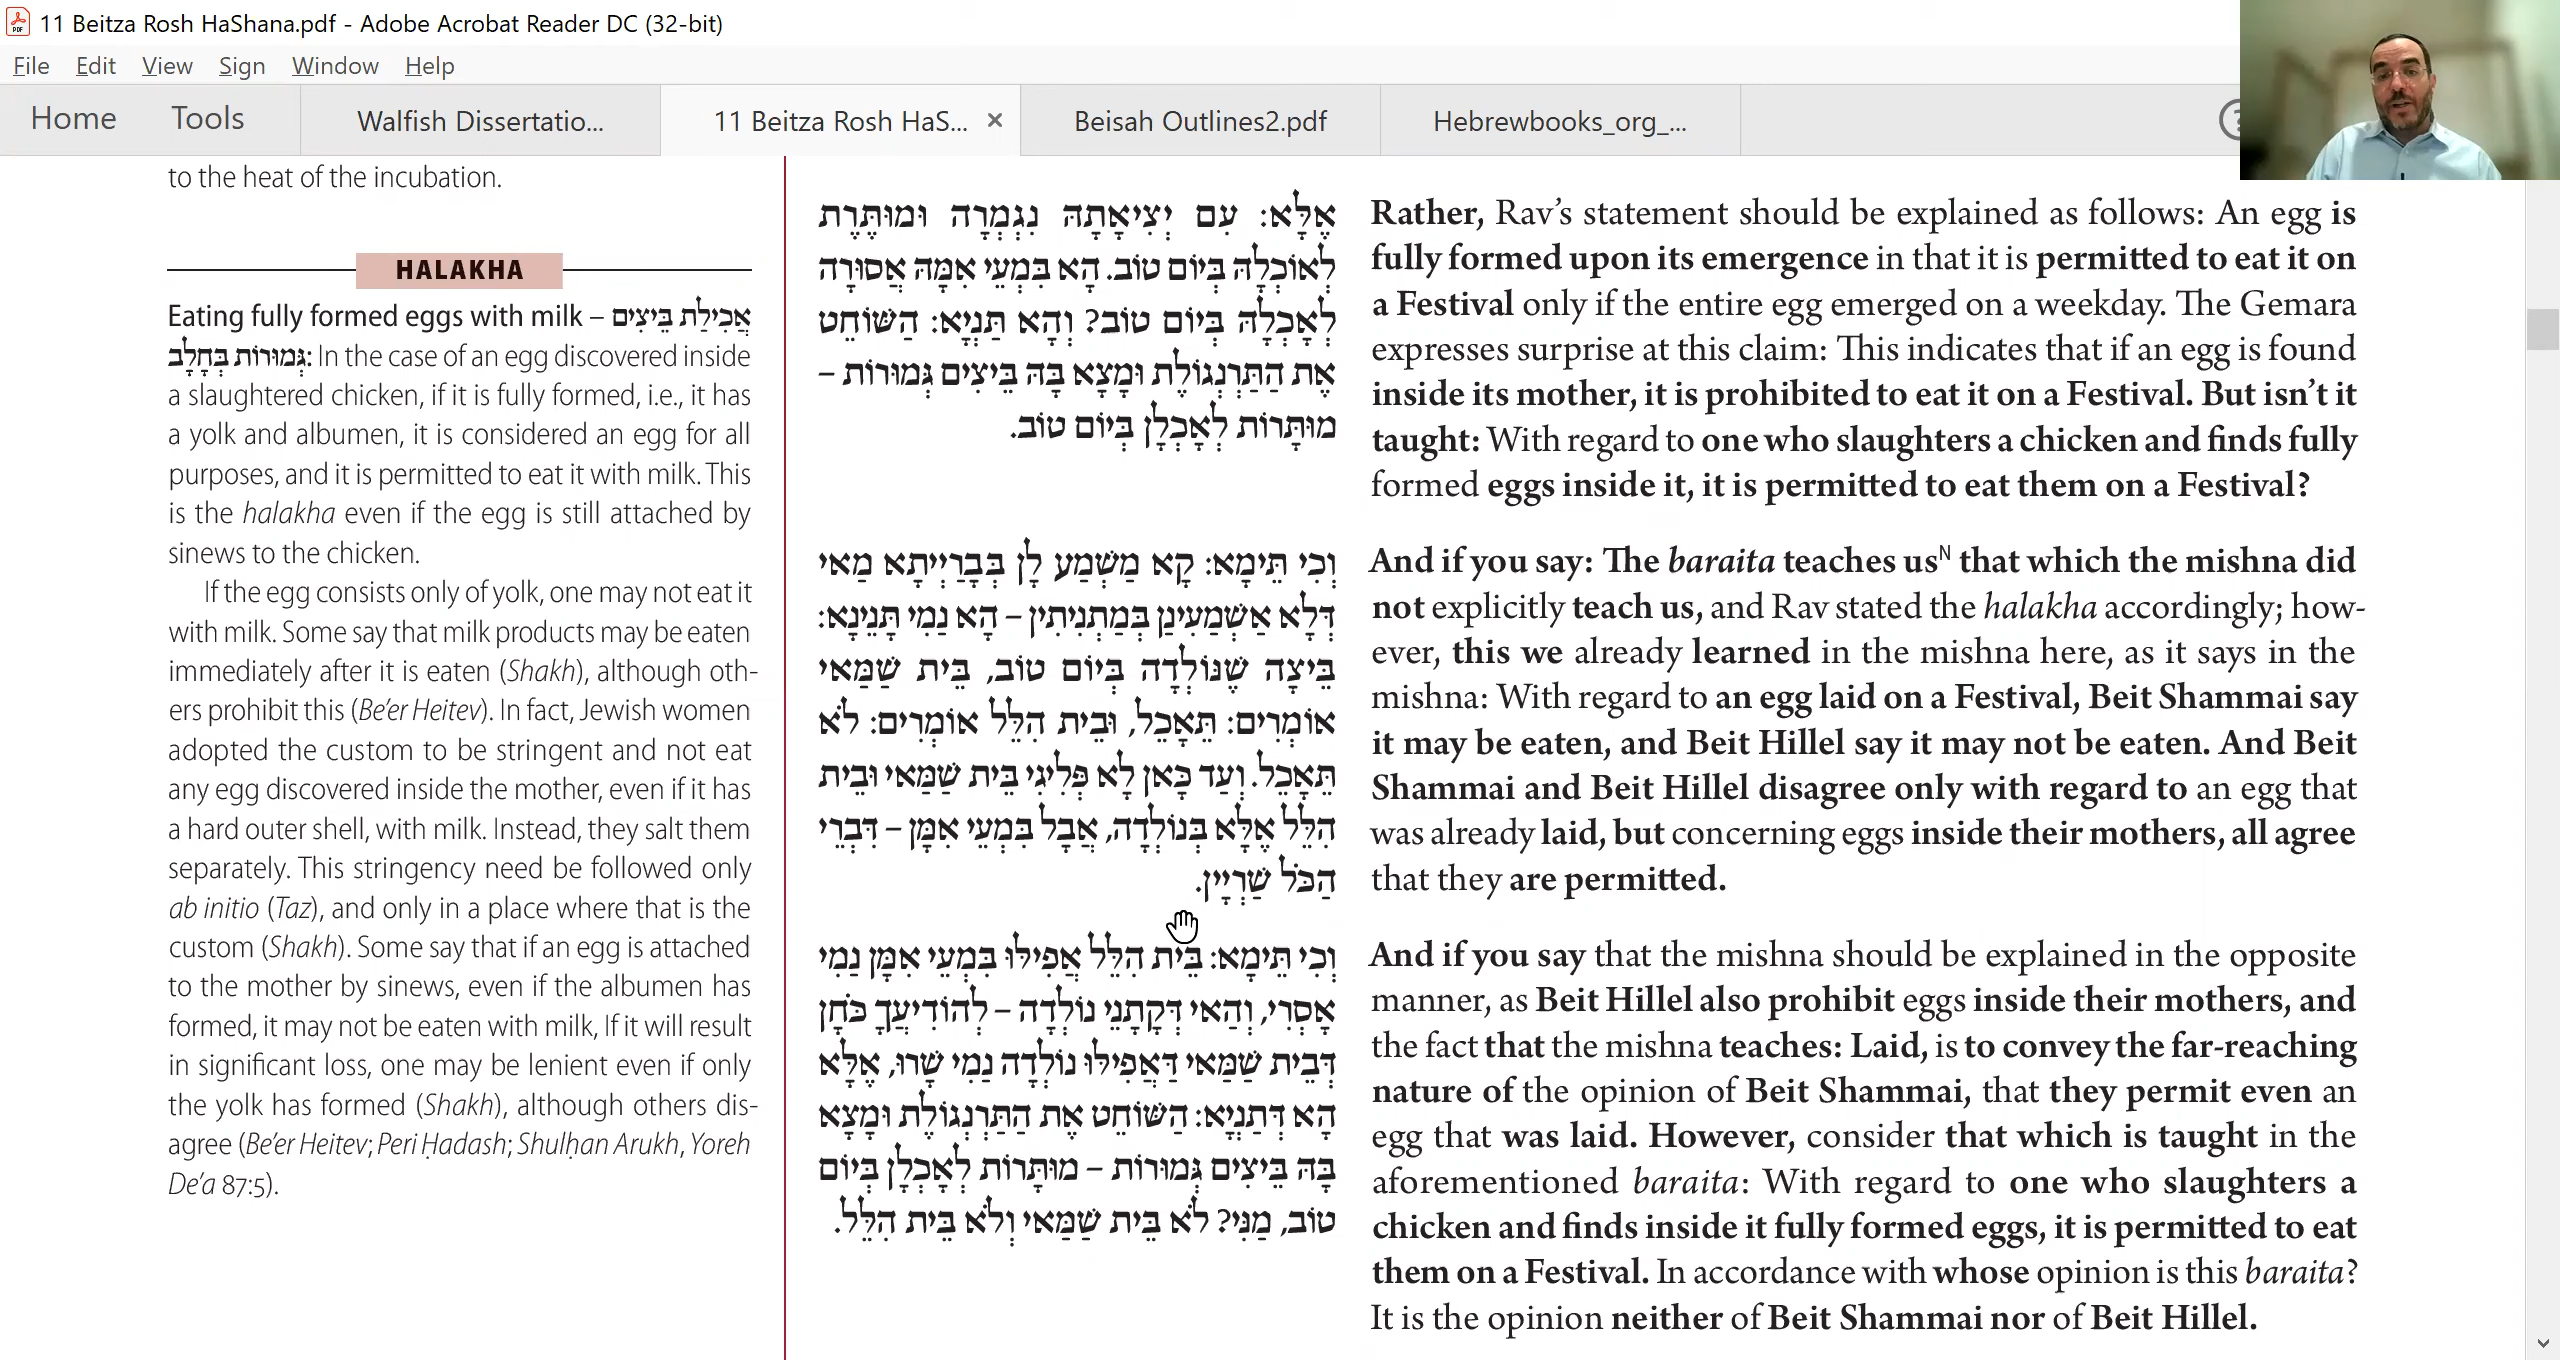 11 Beitza Rosh HaShana.pdf - Adobe Acrobat Reader DC (32-bit)
File Edit View Sign Window Help
Home Tools Walfish Dissertatio... 11 Beitza Rosh HaS... × Beisah Outlines2.pdf Hebrewbooks_org_...
to the heat of the incubation.
HALAKHA
Eating fully formed eggs with milk – אֲכִילַת בֵּיצִים
גְּמוּרוֹת בְּחָלָב: In the case of an egg discovered inside
a slaughtered chicken, if it is fully formed, i.e., it has
a yolk and albumen, it is considered an egg for all
purposes, and it is permitted to eat it with milk. This
is the halakha even if the egg is still attached by
sinews to the chicken.
If the egg consists only of yolk, one may not eat it
with milk. Some say that milk products may be eaten
immediately after it is eaten (Shakh), although oth-
ers prohibit this (Be'er Heitev). In fact, Jewish women
adopted the custom to be stringent and not eat
any egg discovered inside the mother, even if it has
a hard outer shell, with milk. Instead, they salt them
separately. This stringency need be followed only
ab initio (Taz), and only in a place where that is the
custom (Shakh). Some say that if an egg is attached
to the mother by sinews, even if the albumen has
formed, it may not be eaten with milk, If it will result
in significant loss, one may be lenient even if only
the yolk has formed (Shakh), although others dis-
agree (Be'er Heitev; Peri Ḥadash; Shulḥan Arukh, Yoreh
De'a 87:5).
אֶלָּא: עִם יְצִיאָתָהּ נִגְמְרָה וּמוּתֶּרֶת
לְאוֹכְלָהּ בְּיוֹם טוֹב. הָא בִּמְעֵי אִמָּהּ אֲסוּרָה
לְאָכְלָהּ בְּיוֹם טוֹב? וְהָא תַּנְיָא: הַשּׁוֹחֵט
אֶת הַתַּרְנְגוֹלֶת וּמָצָא בָּהּ בֵּיצִים גְּמוּרוֹת –
מוּתָּרוֹת לְאָכְלָן בְּיוֹם טוֹב.
וְכִי תֵּימָא: קָא מַשְׁמַע לָן בְּבָרַיְיתָא מַאי
דְּלָא אַשְׁמַעִינַן בְּמַתְנִיתִין – הָא נַמִי תָּנֵינָא:
בֵּיצָה שֶׁנּוֹלְדָה בְּיוֹם טוֹב, בֵּית שַׁמַּאי
אוֹמְרִים: תֵּאָכֵל, וּבֵית הִלֵּל אוֹמְרִים: לֹא
תֵּאָכֵל. וְעַד כָּאן לָא פְּלִיגִי בֵּית שַׁמַּאי וּבֵית
הִלֵּל אֶלָּא בְּנוֹלְדָה, אֲבָל בִּמְעֵי אִמָּן – דִּבְרֵי
הַכֹּל שַׁרְיָין.
וְכִי תֵּימָא: בֵּית הִלֵּל אֲפִילּוּ בִּמְעֵי אִמָּן נַמִי
אָסְרִי, וְהַאי דְּקָתָנֵי נוֹלְדָה – לְהוֹדִיעֲךָ כֹּחָן
דְּבֵית שַׁמַּאי דַּאֲפִילּוּ נוֹלְדָה נַמִי שָׁרוּ, אֶלָּא
הָא דְּתַנְיָא: הַשּׁוֹחֵט אֶת הַתַּרְנְגוֹלֶת וּמָצָא
בָּהּ בֵּיצִים גְּמוּרוֹת – מוּתָּרוֹת לְאָכְלָן בְּיוֹם
טוֹב, מַנִּי? לֹא בֵּית שַׁמַּאי וְלֹא בֵּית הִלֵּל.
Rather, Rav's statement should be explained as follows: An egg is
fully formed upon its emergence in that it is permitted to eat it on
a Festival only if the entire egg emerged on a weekday. The Gemara
expresses surprise at this claim: This indicates that if an egg is found
inside its mother, it is prohibited to eat it on a Festival. But isn't it
taught: With regard to one who slaughters a chicken and finds fully
formed eggs inside it, it is permitted to eat them on a Festival?
And if you say: The baraita teaches usᴺ that which the mishna did
not explicitly teach us, and Rav stated the halakha accordingly; how-
ever, this we already learned in the mishna here, as it says in the
mishna: With regard to an egg laid on a Festival, Beit Shammai say
it may be eaten, and Beit Hillel say it may not be eaten. And Beit
Shammai and Beit Hillel disagree only with regard to an egg that
was already laid, but concerning eggs inside their mothers, all agree
that they are permitted.
And if you say that the mishna should be explained in the opposite
manner, as Beit Hillel also prohibit eggs inside their mothers, and
the fact that the mishna teaches: Laid, is to convey the far-reaching
nature of the opinion of Beit Shammai, that they permit even an
egg that was laid. However, consider that which is taught in the
aforementioned baraita: With regard to one who slaughters a
chicken and finds inside it fully formed eggs, it is permitted to eat
them on a Festival. In accordance with whose opinion is this baraita?
It is the opinion neither of Beit Shammai nor of Beit Hillel.